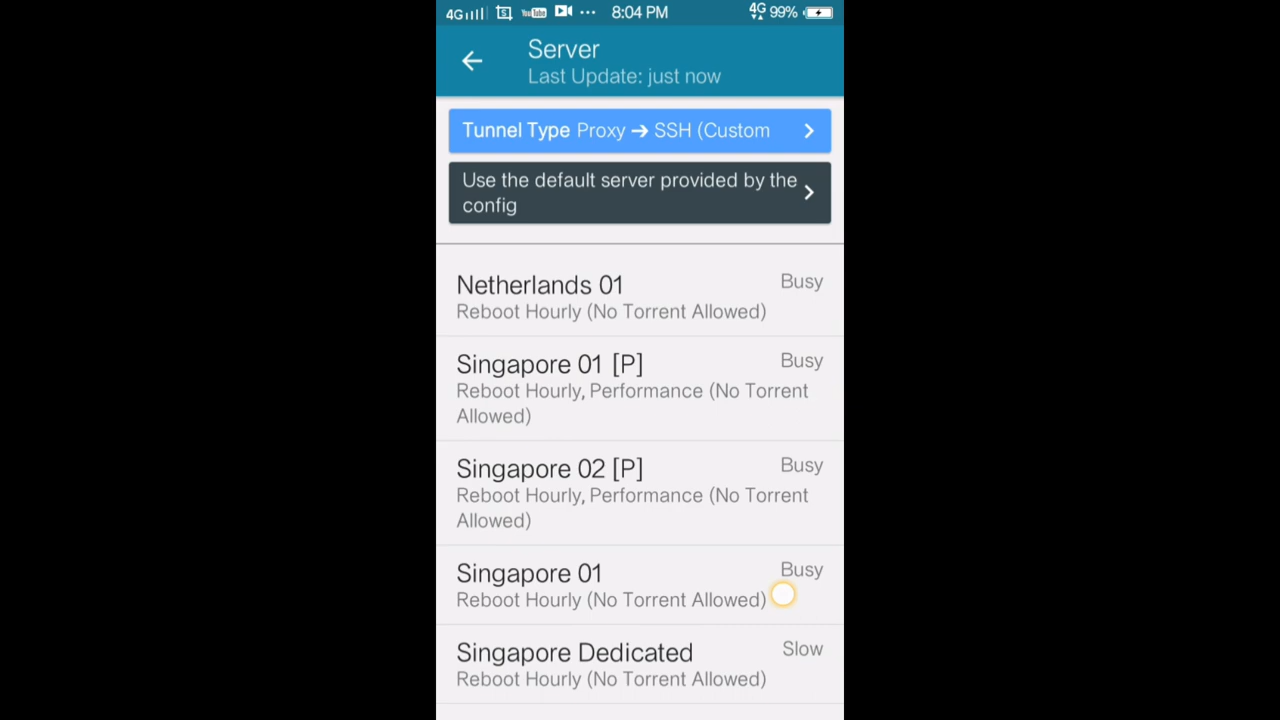 4G 8:04 PM 4G 99%
Server
Last Update: just now
Tunnel Type Proxy ➔ SSH (Custom
Use the default server provided by the
config
Netherlands 01 Busy
Reboot Hourly (No Torrent Allowed)
Singapore 01 [P] Busy
Reboot Hourly, Performance (No Torrent
Allowed)
Singapore 02 [P] Busy
Reboot Hourly, Performance (No Torrent
Allowed)
Singapore 01 Busy
Reboot Hourly (No Torrent Allowed)
Singapore Dedicated Slow
Reboot Hourly (No Torrent Allowed)